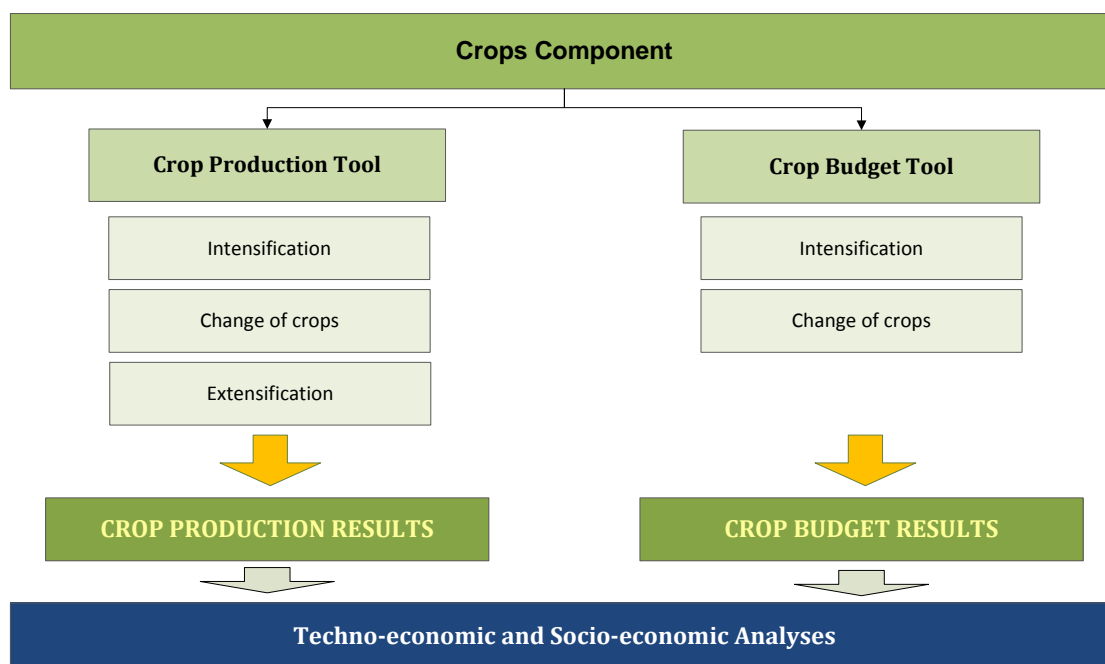 Crops Component
Crop Production Tool
Crop Budget Tool
Intensification
Intensification
Change of crops
Change of crops
Extensification
CROP PRODUCTION RESULTS
CROP BUDGET RESULTS
Techno-economic and Socio-economic Analyses